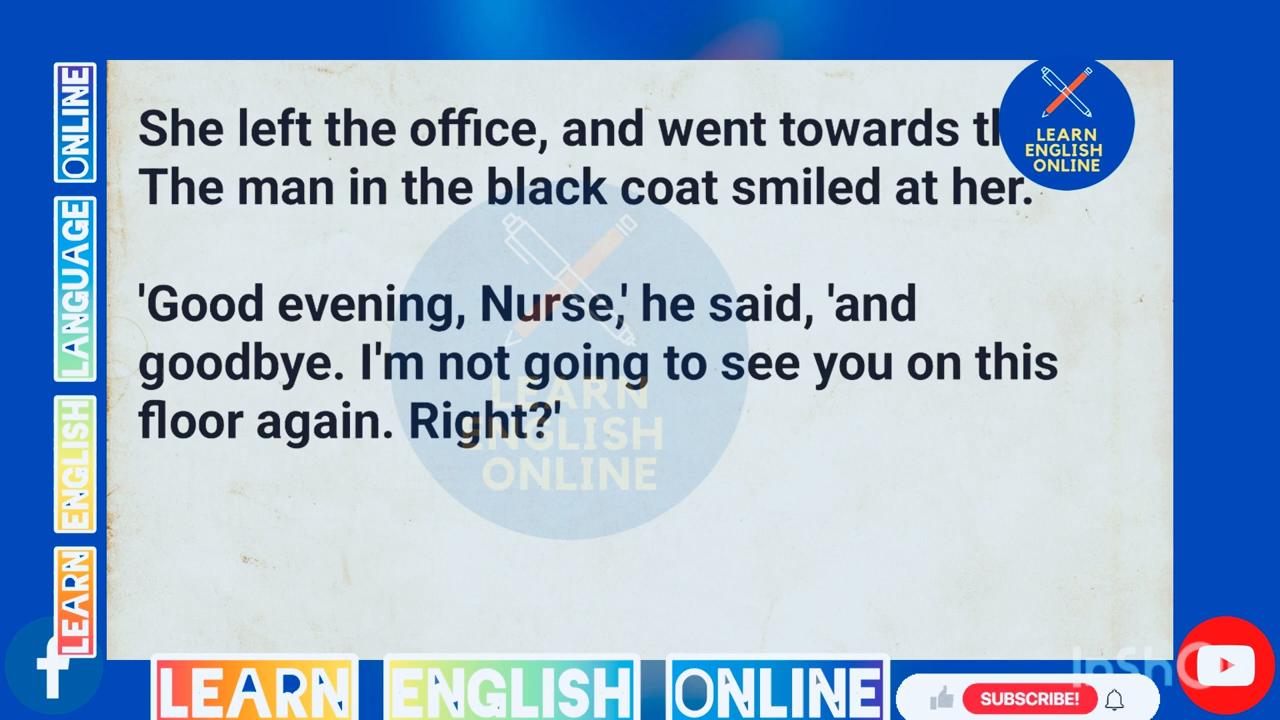 She left the office, and went towards
The man in the black coat smiled at her.
'Good evening, Nurse,' he said, 'and
goodbye. I'm not going to see you on this
floor again. Right?'
LEARN
ENGLISH
ONLINE
LEARN
ENGLISH
ONLINE
LEARN ENGLISH LANGUAGE ONLINE
LEARN ENGLISH ONLINE
SUBSCRIBE!
f